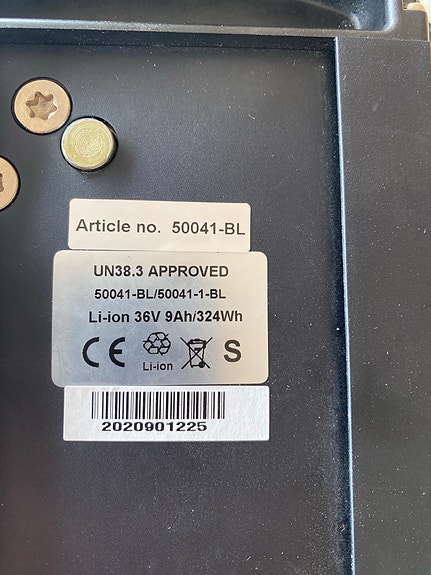 Article no. 50041-BL
UN38.3 APPROVED
50041-BL/50041-1-BL
Li-ion 36V 9Ah/324Wh
CE
Li-ion
S
2020901225